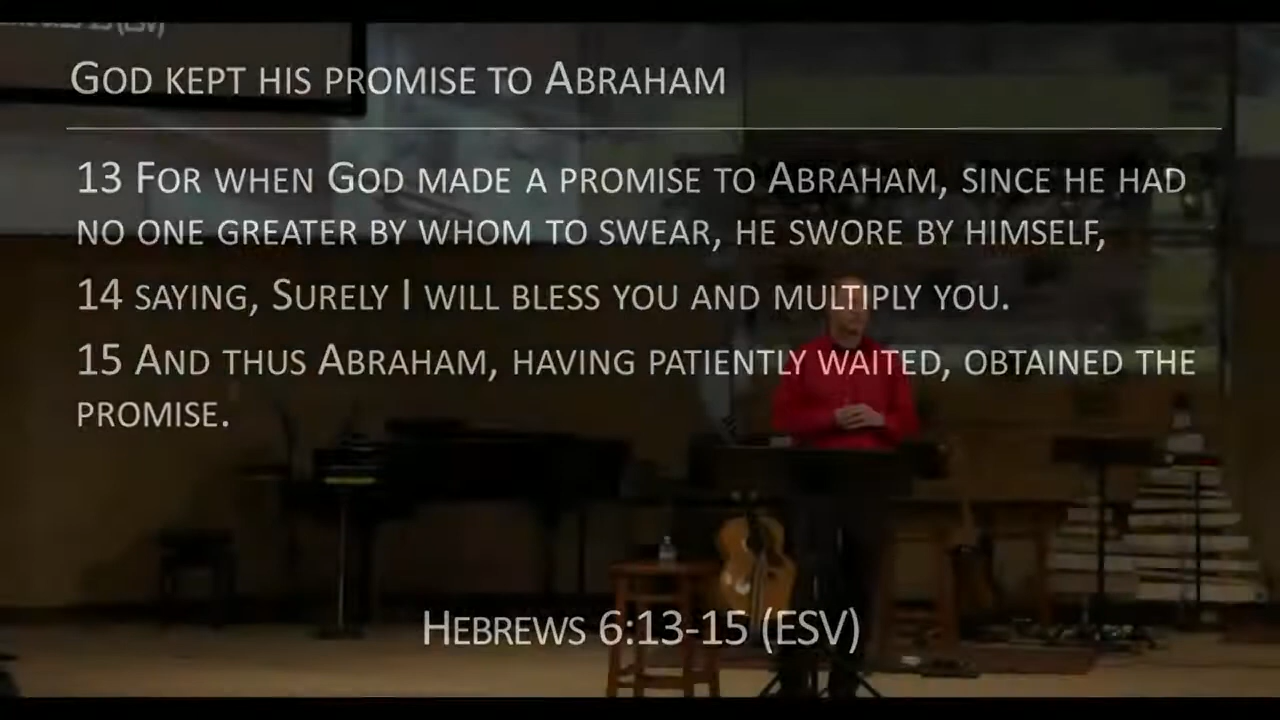 GOD KEPT HIS PROMISE TO ABRAHAM
13 FOR WHEN GOD MADE A PROMISE TO ABRAHAM, SINCE HE HAD
NO ONE GREATER BY WHOM TO SWEAR, HE SWORE BY HIMSELF,
14 SAYING, SURELY I WILL BLESS YOU AND MULTIPLY YOU.
15 AND THUS ABRAHAM, HAVING PATIENTLY WAITED, OBTAINED THE
PROMISE.
HEBREWS 6:13-15 (ESV)